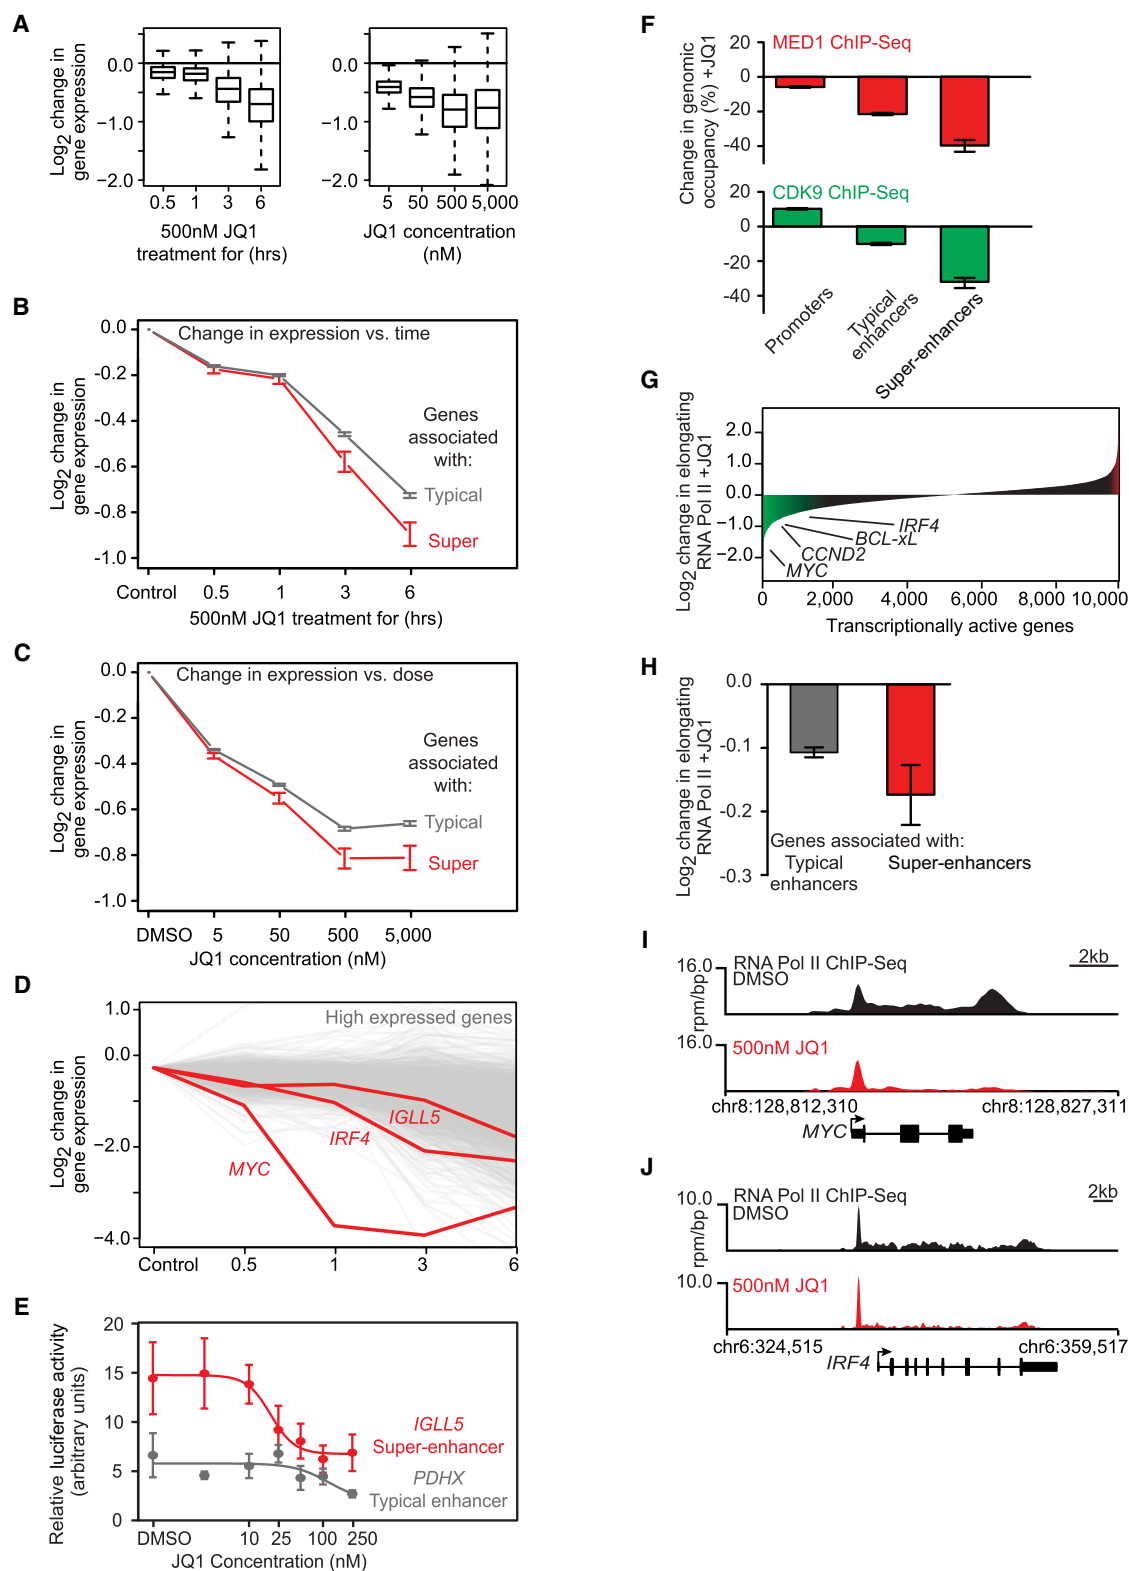 A
Log2 change in
gene expression
0.0
−1.0
−2.0
0.5 1 3 6
500nM JQ1
treatment for (hrs)
0.0
−1.0
−2.0
5 50 500 5,000
JQ1 concentration
(nM)
B
Log2 change in
gene expression
Change in expression vs. time
0.0
-0.2
-0.4
-0.6
-0.8
-1.0
Genes
associated
with:
Typical
Super
Control 0.5 1 3 6
500nM JQ1 treatment for (hrs)
C
Log2 change in
gene expression
Change in expression vs. dose
0.0
-0.2
-0.4
-0.6
-0.8
-1.0
Genes
associated
with:
Typical
Super
DMSO 5 50 500 5,000
JQ1 concentration (nM)
D
Log2 change in
gene expression
1.0
0.0
−2.0
−4.0
High expressed genes
IGLL5
IRF4
MYC
Control 0.5 1 3 6
E
Relative luciferase activity
(arbitrary units)
20
15
10
5
0
IGLL5
Super-enhancer
PDHX
Typical enhancer
DMSO 10 25 100 250
JQ1 Concentration (nM)
F
Change in genomic
occupancy (%) +JQ1
MED1 ChIP-Seq
20
0
-20
-40
CDK9 ChIP-Seq
20
0
-20
-40
Promoters
Typical
enhancers
Super-enhancers
G
Log2 change in elongating
RNA Pol II +JQ1
2.0
1.0
0.0
−1.0
−2.0
IRF4
BCL-xL
CCND2
MYC
0 2,000 4,000 6,000 8,000 10,000
Transcriptionally active genes
H
Log2 change in elongating
RNA Pol II +JQ1
0.0
-0.1
-0.2
-0.3
Genes associated with:
Typical
enhancers
Super-enhancers
I
rpm/bp
16.0
RNA Pol II ChIP-Seq
DMSO
2kb
16.0
500nM JQ1
chr8:128,812,310 chr8:128,827,311
MYC
J
rpm/bp
10.0
RNA Pol II ChIP-Seq
DMSO
2kb
10.0
500nM JQ1
chr6:324,515 chr6:359,517
IRF4